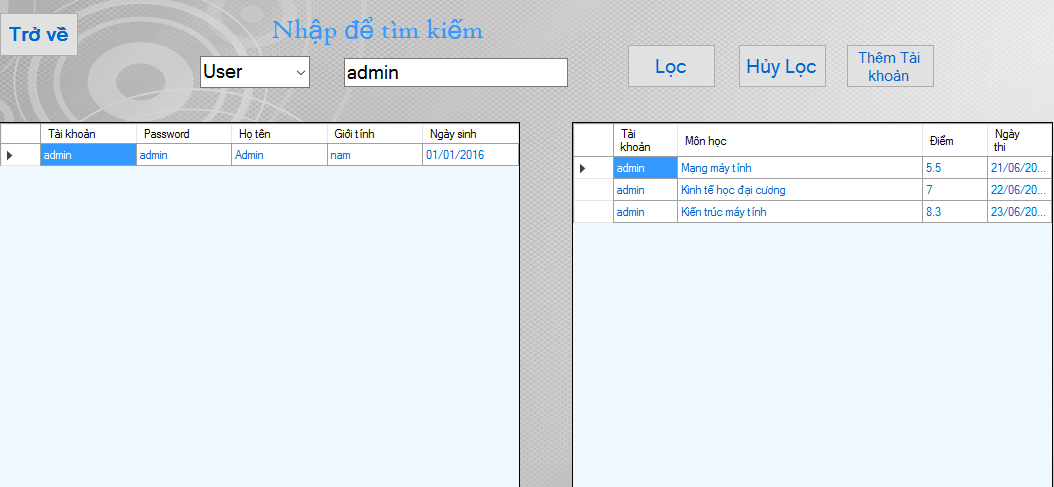 Trở về
Nhập để tìm kiếm
User
admin
Lọc
Hủy Lọc
Thêm Tài
khoản
Tài khoản Password Họ tên Giới tính Ngày sinh
admin admin Admin nam 01/01/2016
Tài
khoản Môn học Điểm Ngày
thi
admin Mạng máy tính 5.5 21/06/20...
admin Kinh tế học đại cương 7 22/06/20...
admin Kiến trúc máy tính 8.3 23/06/20...